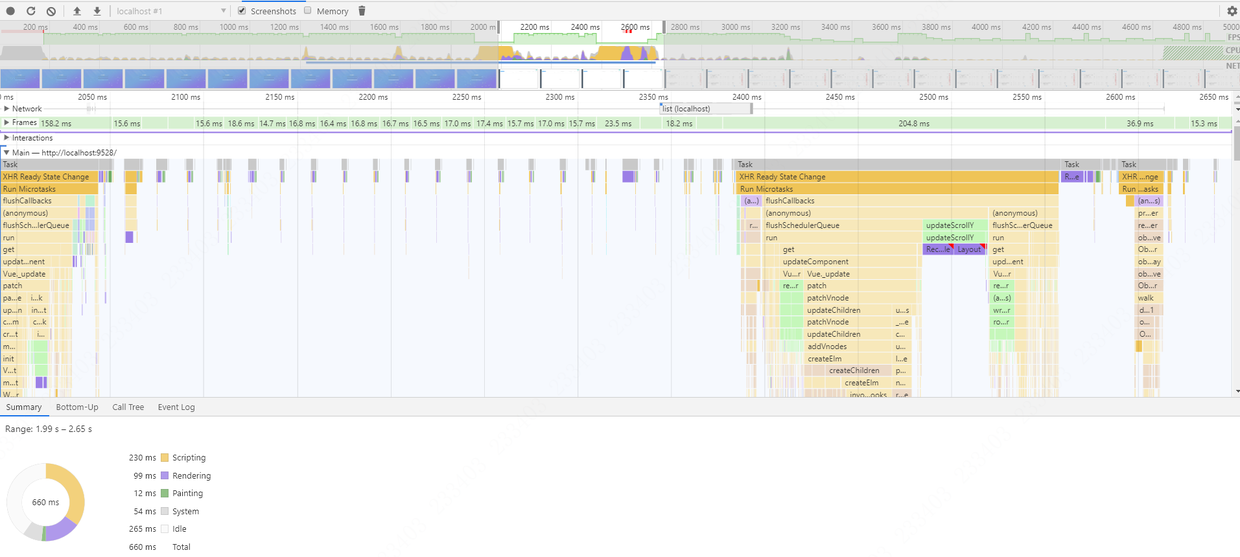 localhost #1 Screenshots Memory
200 ms 400 ms 600 ms 800 ms 1000 ms 1200 ms 1400 ms 1600 ms 1800 ms 2000 m 2200 ms 2400 ms 2600 ms 2800 ms 3000 ms 3200 ms 3400 ms 3600 ms 3800 ms 4000 ms 4200 ms 4400 ms 4600 ms 4800 ms 5000
FPS
CPU
NET
ms 2050 ms 2100 ms 2150 ms 2200 ms 2250 ms 2300 ms 2350 ms 2400 ms 2450 ms 2500 ms 2550 ms 2600 ms 2650 ms
Network list (localhost)
Frames 158.2 ms 15.6 ms 15.6 ms 18.6 ms 14.7 ms 16.8 ms 16.4 ms 16.8 ms 16.7 ms 16.5 ms 17.0 ms 17.4 ms 15.7 ms 17.0 ms 15.7 ms 23.5 ms 18.2 ms 204.8 ms 36.9 ms 15.3 ms
Interactions
Main — http://localhost:9528/
Task Task Task Task
XHR Ready State Change XHR Ready State Change R...e XHR ...nge
Run Microtasks Run Microtasks Run ...asks
flushCallbacks (a...) flushCallbacks (an...s)
(anonymous) (anonymous) (anonymous) pr...er
flushSch...lerQueue r... flushSchedulerQueue updateScrollY flushSc...erQueue re...er
run run updateScrollY run ob...ve
get get Rec...le Layout get Ob...r
updat...nent updateComponent upd...ent ob...ay
Vue._update Vu...r Vue._update Vu...r ob...ve
patch re...r patch re...r Ob...r
pa...e i...k patchVnode (a...s) walk
up...n in...t updateChildren u...s wr...r d...1
c...m c...k patchVnode _...e ro...r o...
cr...t i... updateChildren c... O...
m... addVnodes u...
init createElm l...e
V...t createChildren p...
m...t createElm n...
W...r invo...ooks r...e
Summary Bottom-Up Call Tree Event Log
Range: 1.99 s – 2.65 s
230 ms Scripting
99 ms Rendering
12 ms Painting
660 ms
54 ms System
265 ms Idle
660 ms Total